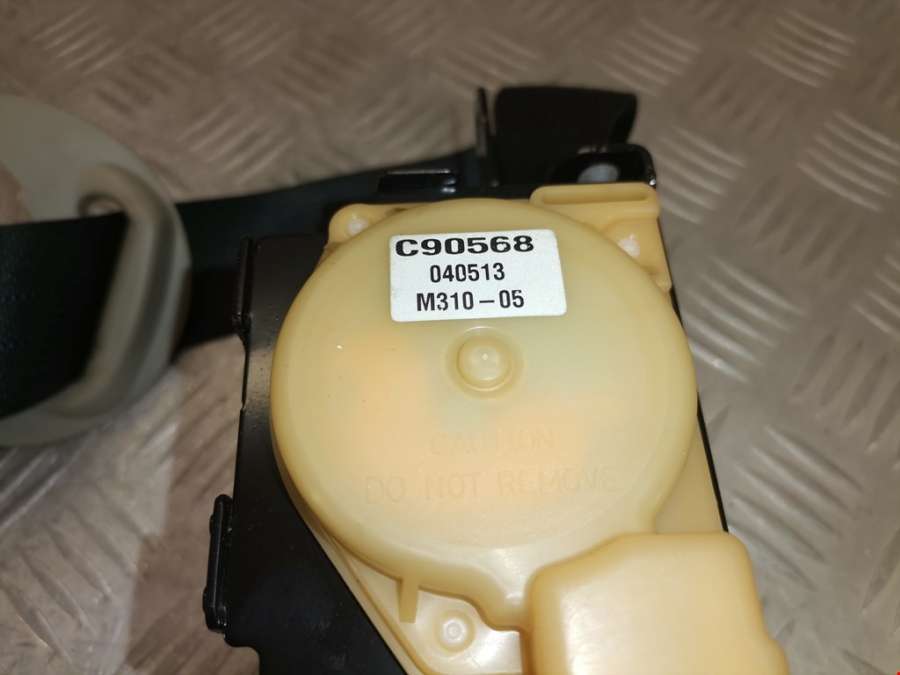 C90568
040513
M310-05
CAUTION
DO NOT REMOVE